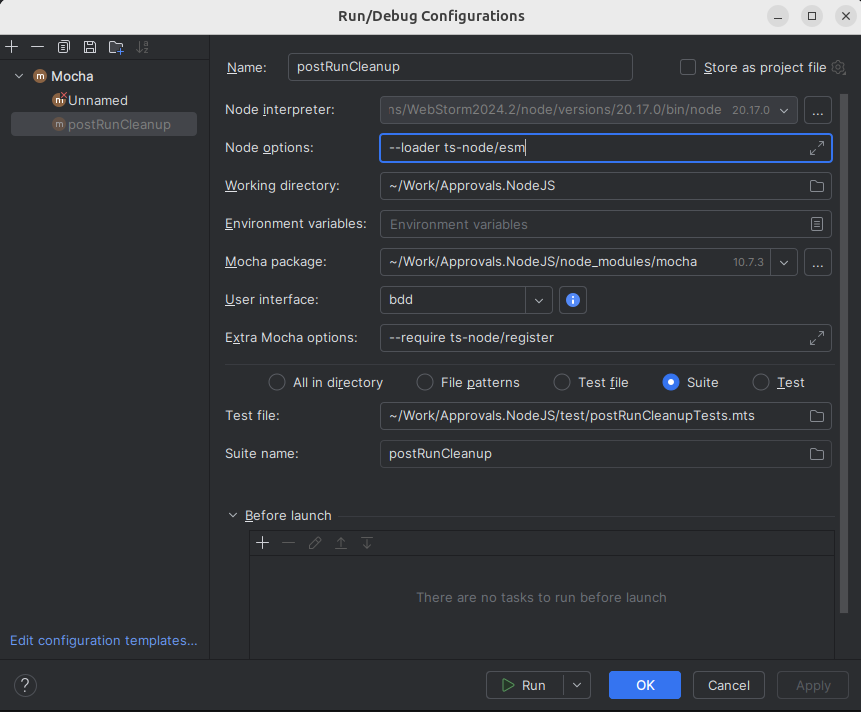 Run/Debug Configurations
Mocha
Unnamed
postRunCleanup
Edit configuration templates...
Name: postRunCleanup Store as project file
Node interpreter: ns/WebStorm2024.2/node/versions/20.17.0/bin/node 20.17.0 ...
Node options: --loader ts-node/esm
Working directory: ~/Work/Approvals.NodeJS
Environment variables: Environment variables
Mocha package: ~/Work/Approvals.NodeJS/node_modules/mocha 10.7.3 ...
User interface: bdd
Extra Mocha options: --require ts-node/register
All in directory File patterns Test file Suite Test
Test file: ~/Work/Approvals.NodeJS/test/postRunCleanupTests.mts
Suite name: postRunCleanup
Before launch
There are no tasks to run before launch
? Run OK Cancel Apply